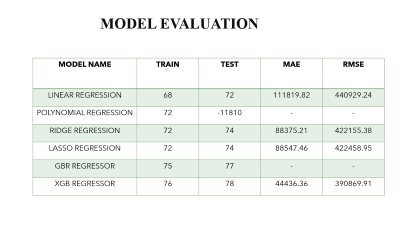 MODEL EVALUATION
MODEL NAME TRAIN TEST MAE RMSE
LINEAR REGRESSION 68 72 111819.82 440929.24
POLYNOMIAL REGRESSION 72 -11810 - -
RIDGE REGRESSION 72 74 88375.21 422155.38
LASSO REGRESSION 72 74 88547.46 422458.95
GBR REGRESSOR 75 77 - -
XGB REGRESSOR 76 78 44436.36 390869.91